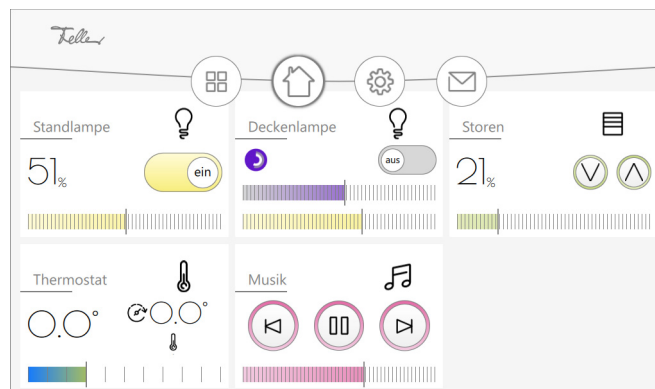 Feller
Standlampe
51%
ein
Deckenlampe
aus
Storen
21%
Thermostat
0.0°
0.0°
Musik